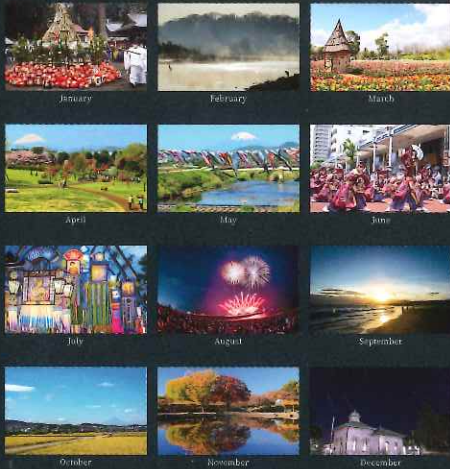 January
February
March
April
May
June
July
August
September
October
November
December